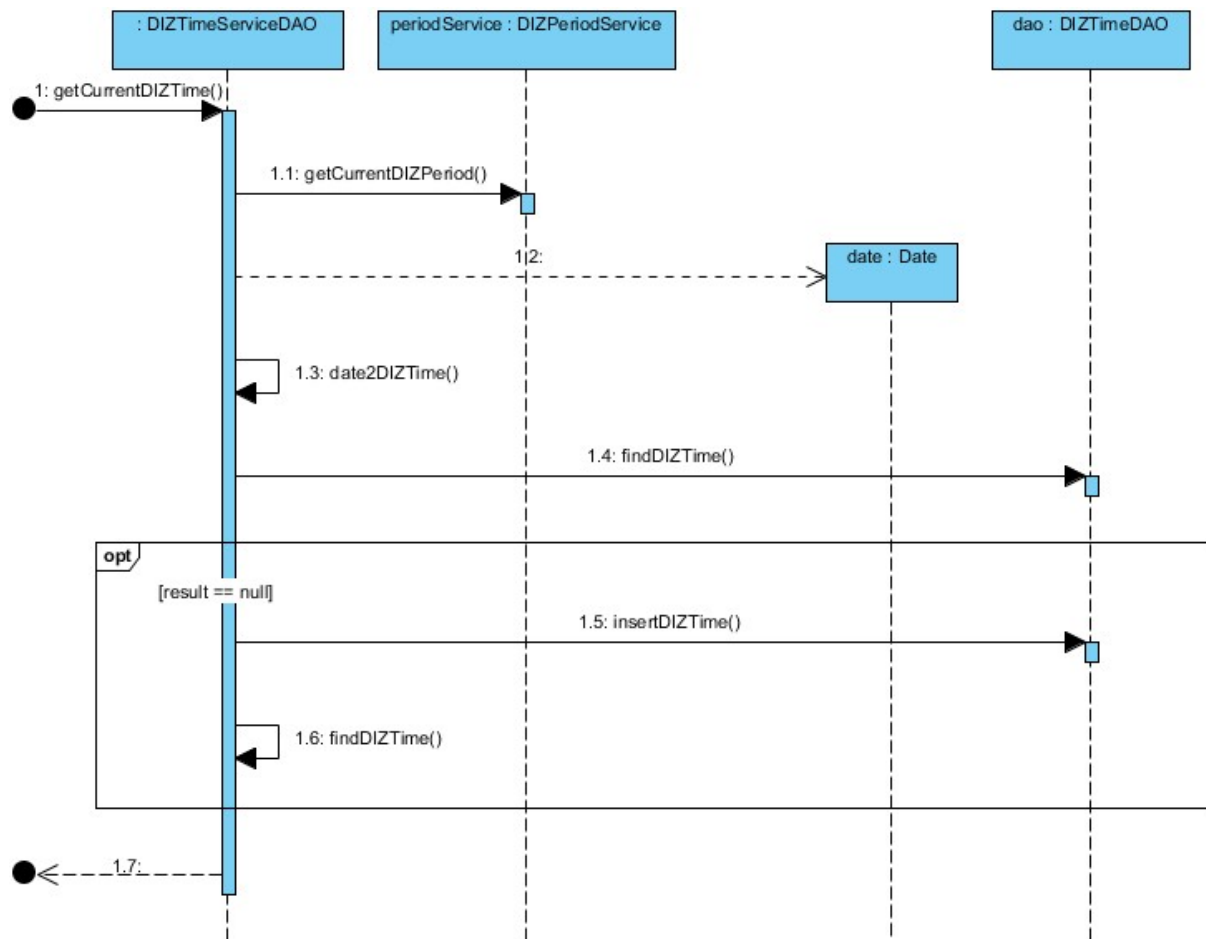 : DIZTimeServiceDAO
periodService : DIZPeriodService
dao : DIZTimeDAO
1: getCurrentDIZTime()
1.1: getCurrentDIZPeriod()
1.2:
date : Date
1.3: date2DIZTime()
1.4: findDIZTime()
opt
[result == null]
1.5: insertDIZTime()
1.6: findDIZTime()
1.7: